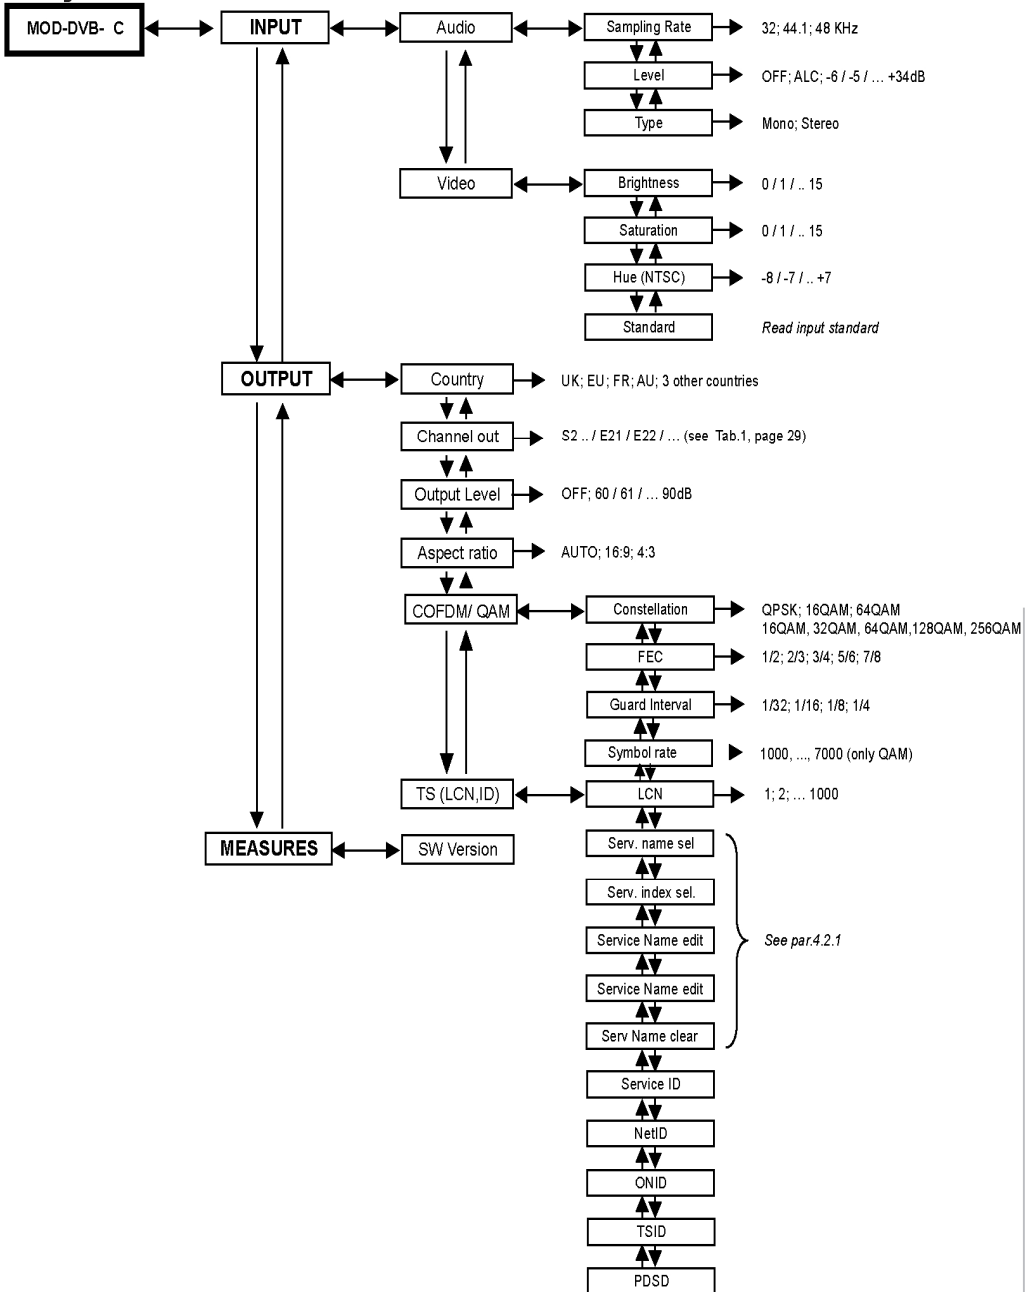 MOD-DVB- C
INPUT
Audio
Sampling Rate
32; 44.1; 48 KHz
Level
OFF; ALC; -6 / -5 / ... +34dB
Type
Mono; Stereo
Video
Brightness
0 / 1 / .. 15
Saturation
0 / 1 / .. 15
Hue (NTSC)
-8 / -7 / .. +7
Standard
Read input standard
OUTPUT
Country
UK; EU; FR; AU; 3 other countries
Channel out
S2 .. / E21 / E22 / ... (see Tab.1, page 29)
Output Level
OFF; 60 / 61 / ... 90dB
Aspect ratio
AUTO; 16:9; 4:3
COFDM/ QAM
Constellation
QPSK; 16QAM; 64QAM
16QAM, 32QAM, 64QAM,128QAM, 256QAM
FEC
1/2; 2/3; 3/4; 5/6; 7/8
Guard Interval
1/32; 1/16; 1/8; 1/4
Symbol rate
1000, ..., 7000 (only QAM)
TS (LCN,ID)
LCN
1; 2; ... 1000
MEASURES
SW Version
Serv. name sel
Serv. index sel.
Service Name edit
See par.4.2.1
Service Name edit
Serv Name clear
Service ID
NetID
ONID
TSID
PDSD